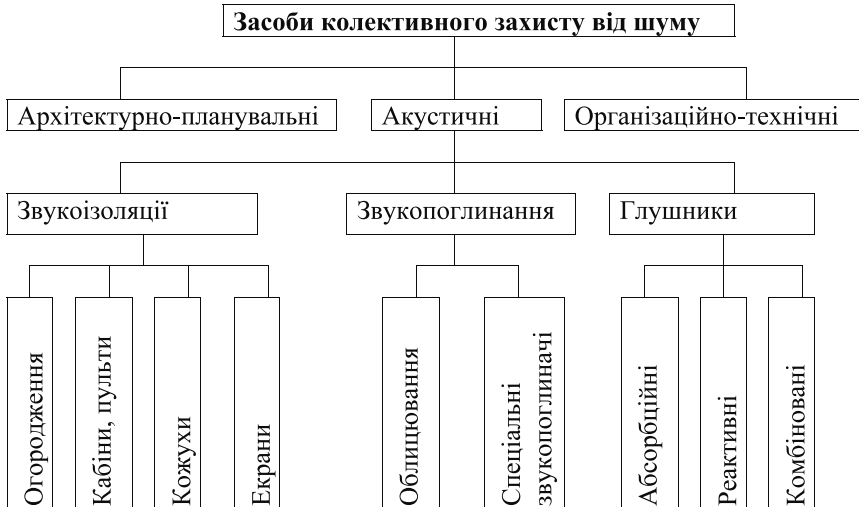 Засоби колективного захисту від шуму
Архітектурно-планувальні
Акустичні
Організаційно-технічні
Звукоізоляції
Звукопоглинання
Глушники
Огородження
Кабіни, пульти
Кожухи
Екрани
Облицювання
Спеціальні
звукопоглиначі
Абсорбційні
Реактивні
Комбіновані